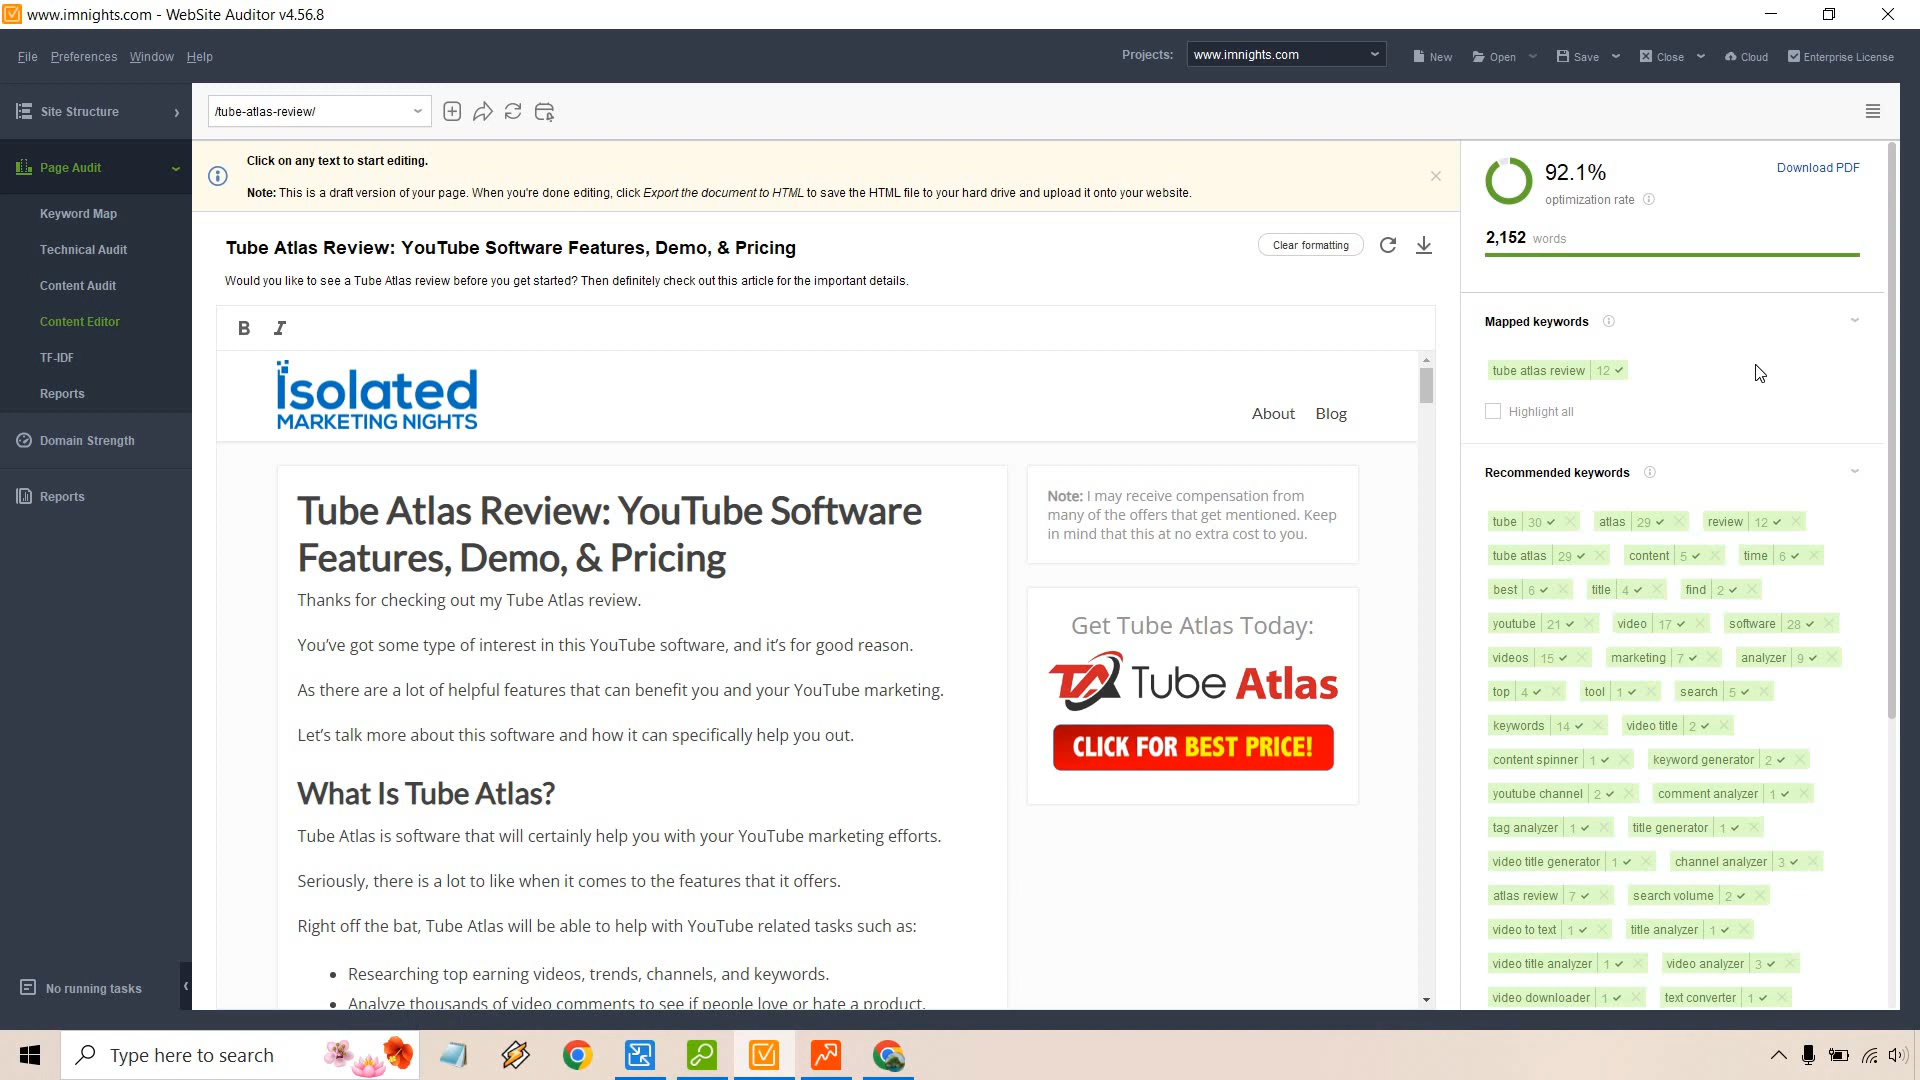 www.imnights.com - WebSite Auditor v4.56.8
File Preferences Window Help
Projects: www.imnights.com New Open Save Close Cloud Enterprise License
Site Structure
Page Audit
Keyword Map
Technical Audit
Content Audit
Content Editor
TF-IDF
Reports
Domain Strength
Reports
No running tasks
/tube-atlas-review/
Click on any text to start editing.
Note: This is a draft version of your page. When you're done editing, click Export the document to HTML to save the HTML file to your hard drive and upload it onto your website.
Tube Atlas Review: YouTube Software Features, Demo, & Pricing
Clear formatting
Would you like to see a Tube Atlas review before you get started? Then definitely check out this article for the important details.
B I
isolated
MARKETING NIGHTS
About Blog
Tube Atlas Review: YouTube Software
Features, Demo, & Pricing
Thanks for checking out my Tube Atlas review.
You've got some type of interest in this YouTube software, and it's for good reason.
As there are a lot of helpful features that can benefit you and your YouTube marketing.
Let's talk more about this software and how it can specifically help you out.
What Is Tube Atlas?
Tube Atlas is software that will certainly help you with your YouTube marketing efforts.
Seriously, there is a lot to like when it comes to the features that it offers.
Right off the bat, Tube Atlas will be able to help with YouTube related tasks such as:
• Researching top earning videos, trends, channels, and keywords.
• Analyze thousands of video comments to see if people love or hate a product.
Note: I may receive compensation from
many of the offers that get mentioned. Keep
in mind that this at no extra cost to you.
Get Tube Atlas Today:
TA Tube Atlas
CLICK FOR BEST PRICE!
92.1%
optimization rate
Download PDF
2,152 words
Mapped keywords
tube atlas review 12
Highlight all
Recommended keywords
tube 30 atlas 29 review 12
tube atlas 29 content 5 time 6
best 6 title 4 find 2
youtube 21 video 17 software 28
videos 15 marketing 7 analyzer 9
top 4 tool 1 search 5
keywords 14 video title 2
content spinner 1 keyword generator 2
youtube channel 2 comment analyzer 1
tag analyzer 1 title generator 1
video title generator 1 channel analyzer 3
atlas review 7 search volume 2
video to text 1 title analyzer 1
video title analyzer 1 video analyzer 3
video downloader 1 text converter 1
Type here to search